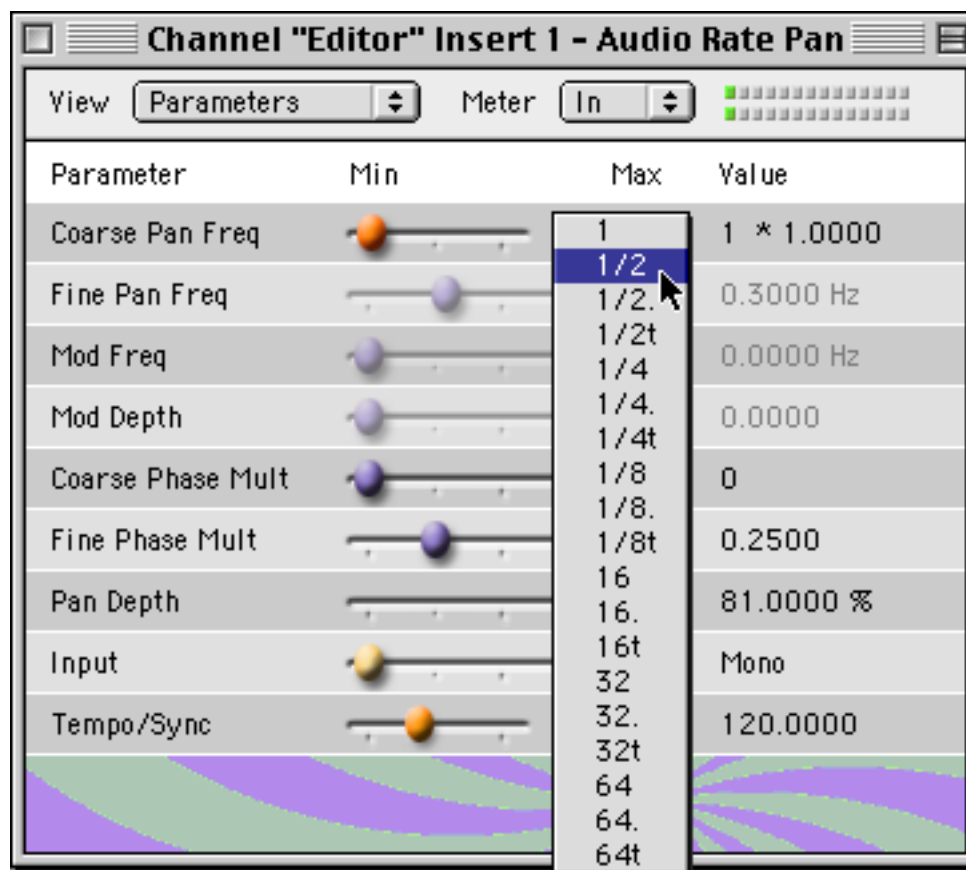 Channel "Editor" Insert 1 – Audio Rate Pan
View Parameters Meter In
Parameter Min Max Value
Coarse Pan Freq 1 * 1.0000
Fine Pan Freq 0.3000 Hz
Mod Freq 0.0000 Hz
Mod Depth 0.0000
Coarse Phase Mult 0
Fine Phase Mult 0.2500
Pan Depth 81.0000 %
Input Mono
Tempo/Sync 120.0000
1
1/2
1/2.
1/2t
1/4
1/4.
1/4t
1/8
1/8.
1/8t
16
16.
16t
32
32.
32t
64
64.
64t